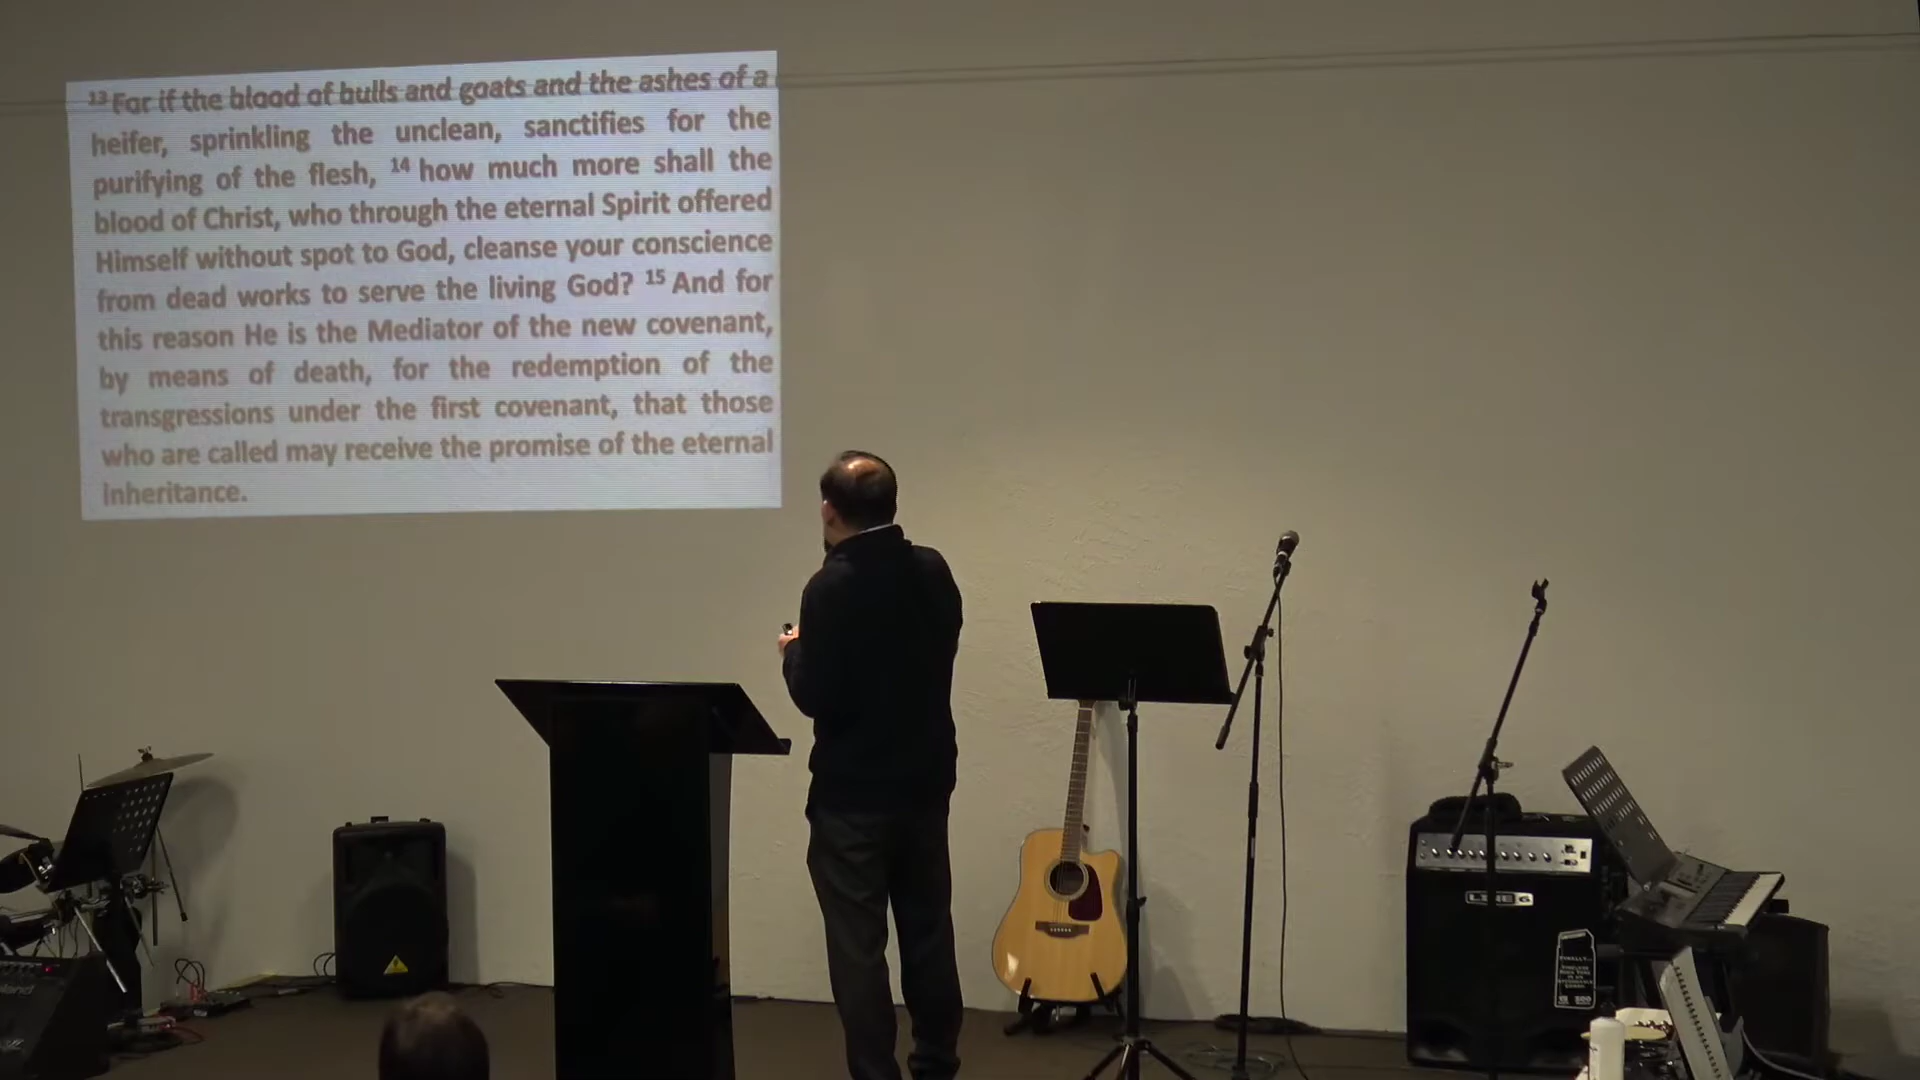 13 For if the blood of bulls and goats and the ashes of a
heifer, sprinkling the unclean, sanctifies for the
purifying of the flesh, 14 how much more shall the
blood of Christ, who through the eternal Spirit offered
Himself without spot to God, cleanse your conscience
from dead works to serve the living God? 15 And for
this reason He is the Mediator of the new covenant,
by means of death, for the redemption of the
transgressions under the first covenant, that those
who are called may receive the promise of the eternal
inheritance.
LINE 6
FINALLY...